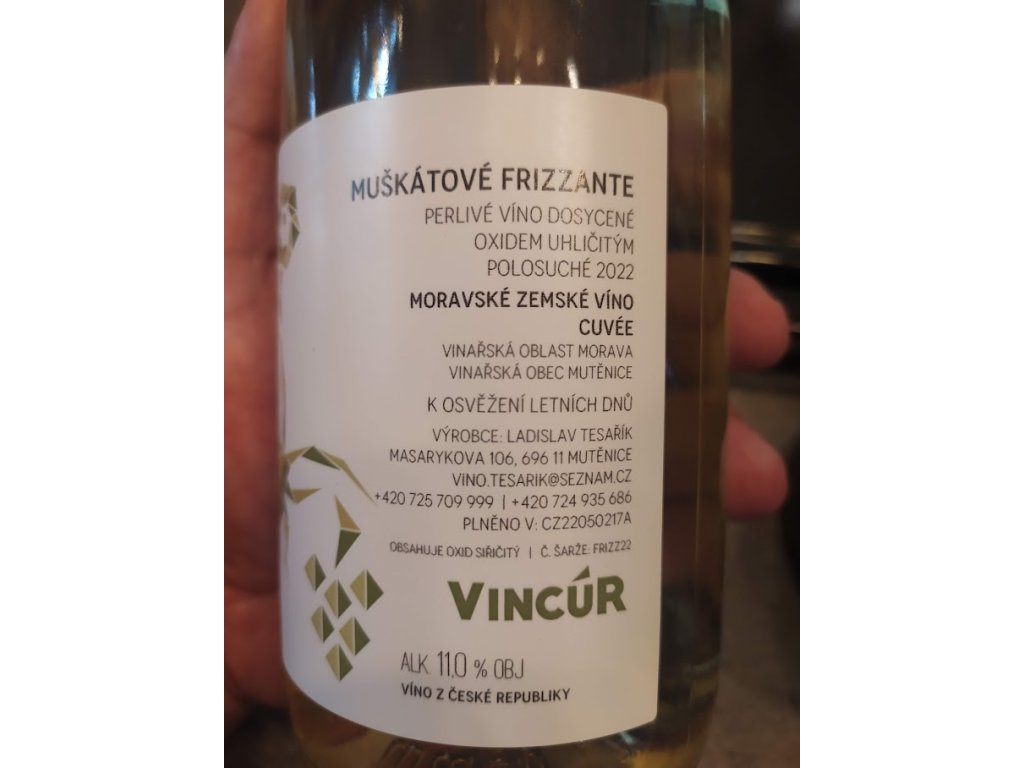 MUŠKÁTOVÉ FRIZZANTE
PERLIVÉ VÍNO DOSYCENÉ
OXIDEM UHLIČITÝM
POLOSUCHÉ 2022
MORAVSKÉ ZEMSKÉ VÍNO
CUVÉE
VINAŘSKÁ OBLAST MORAVA
VINAŘSKÁ OBEC MUTĚNICE
K OSVĚŽENÍ LETNÍCH DNŮ
VÝROBCE: LADISLAV TESAŘÍK
MASARYKOVA 106, 696 11 MUTĚNICE
VINO.TESARIK@SEZNAM.CZ
+420 725 709 999 | +420 724 935 686
PLNĚNO V: CZ22050217A
OBSAHUJE OXID SIŘIČITÝ | Č. ŠARŽE: FRIZZ22
VINCÚR
ALK. 11,0 % OBJ
VÍNO Z ČESKÉ REPUBLIKY